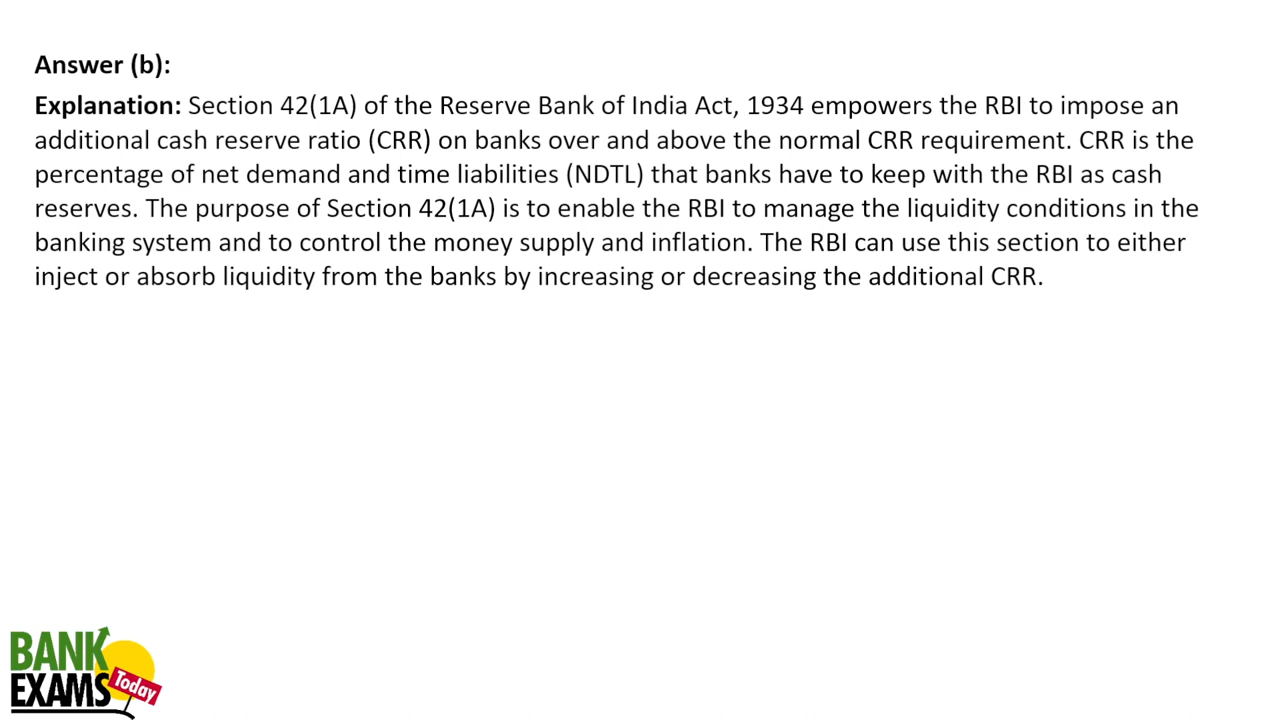 Answer (b):
Explanation: Section 42(1A) of the Reserve Bank of India Act, 1934 empowers the RBI to impose an
additional cash reserve ratio (CRR) on banks over and above the normal CRR requirement. CRR is the
percentage of net demand and time liabilities (NDTL) that banks have to keep with the RBI as cash
reserves. The purpose of Section 42(1A) is to enable the RBI to manage the liquidity conditions in the
banking system and to control the money supply and inflation. The RBI can use this section to either
inject or absorb liquidity from the banks by increasing or decreasing the additional CRR.
BANK
EXAMS
Today